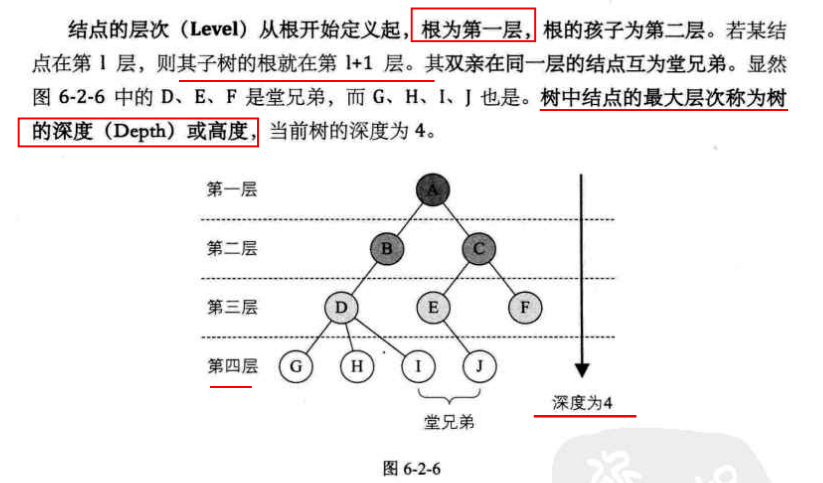 结点的层次（Level）从根开始定义起，根为第一层，根的孩子为第二层。若某结
点在第 l 层，则其子树的根就在第 l+1 层。其双亲在同一层的结点互为堂兄弟。显然
图 6-2-6 中的 D、E、F 是堂兄弟，而 G、H、I、J 也是。树中结点的最大层次称为树
的深度（Depth）或高度，当前树的深度为 4。
第一层 A
第二层 B C
第三层 D E F
第四层 G H I J
深度为4
堂兄弟
图 6-2-6